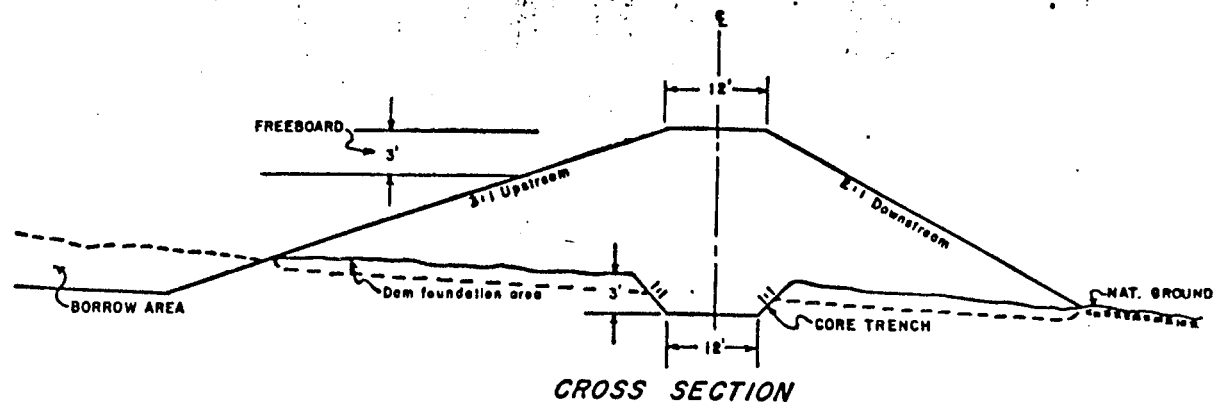 ℄
12'
FREEBOARD
3'
3:1 Upstream
2:1 Downstream
1:1
1:1
3'
Dam foundation area
BORROW AREA
NAT. GROUND
CORE TRENCH
12'
CROSS SECTION